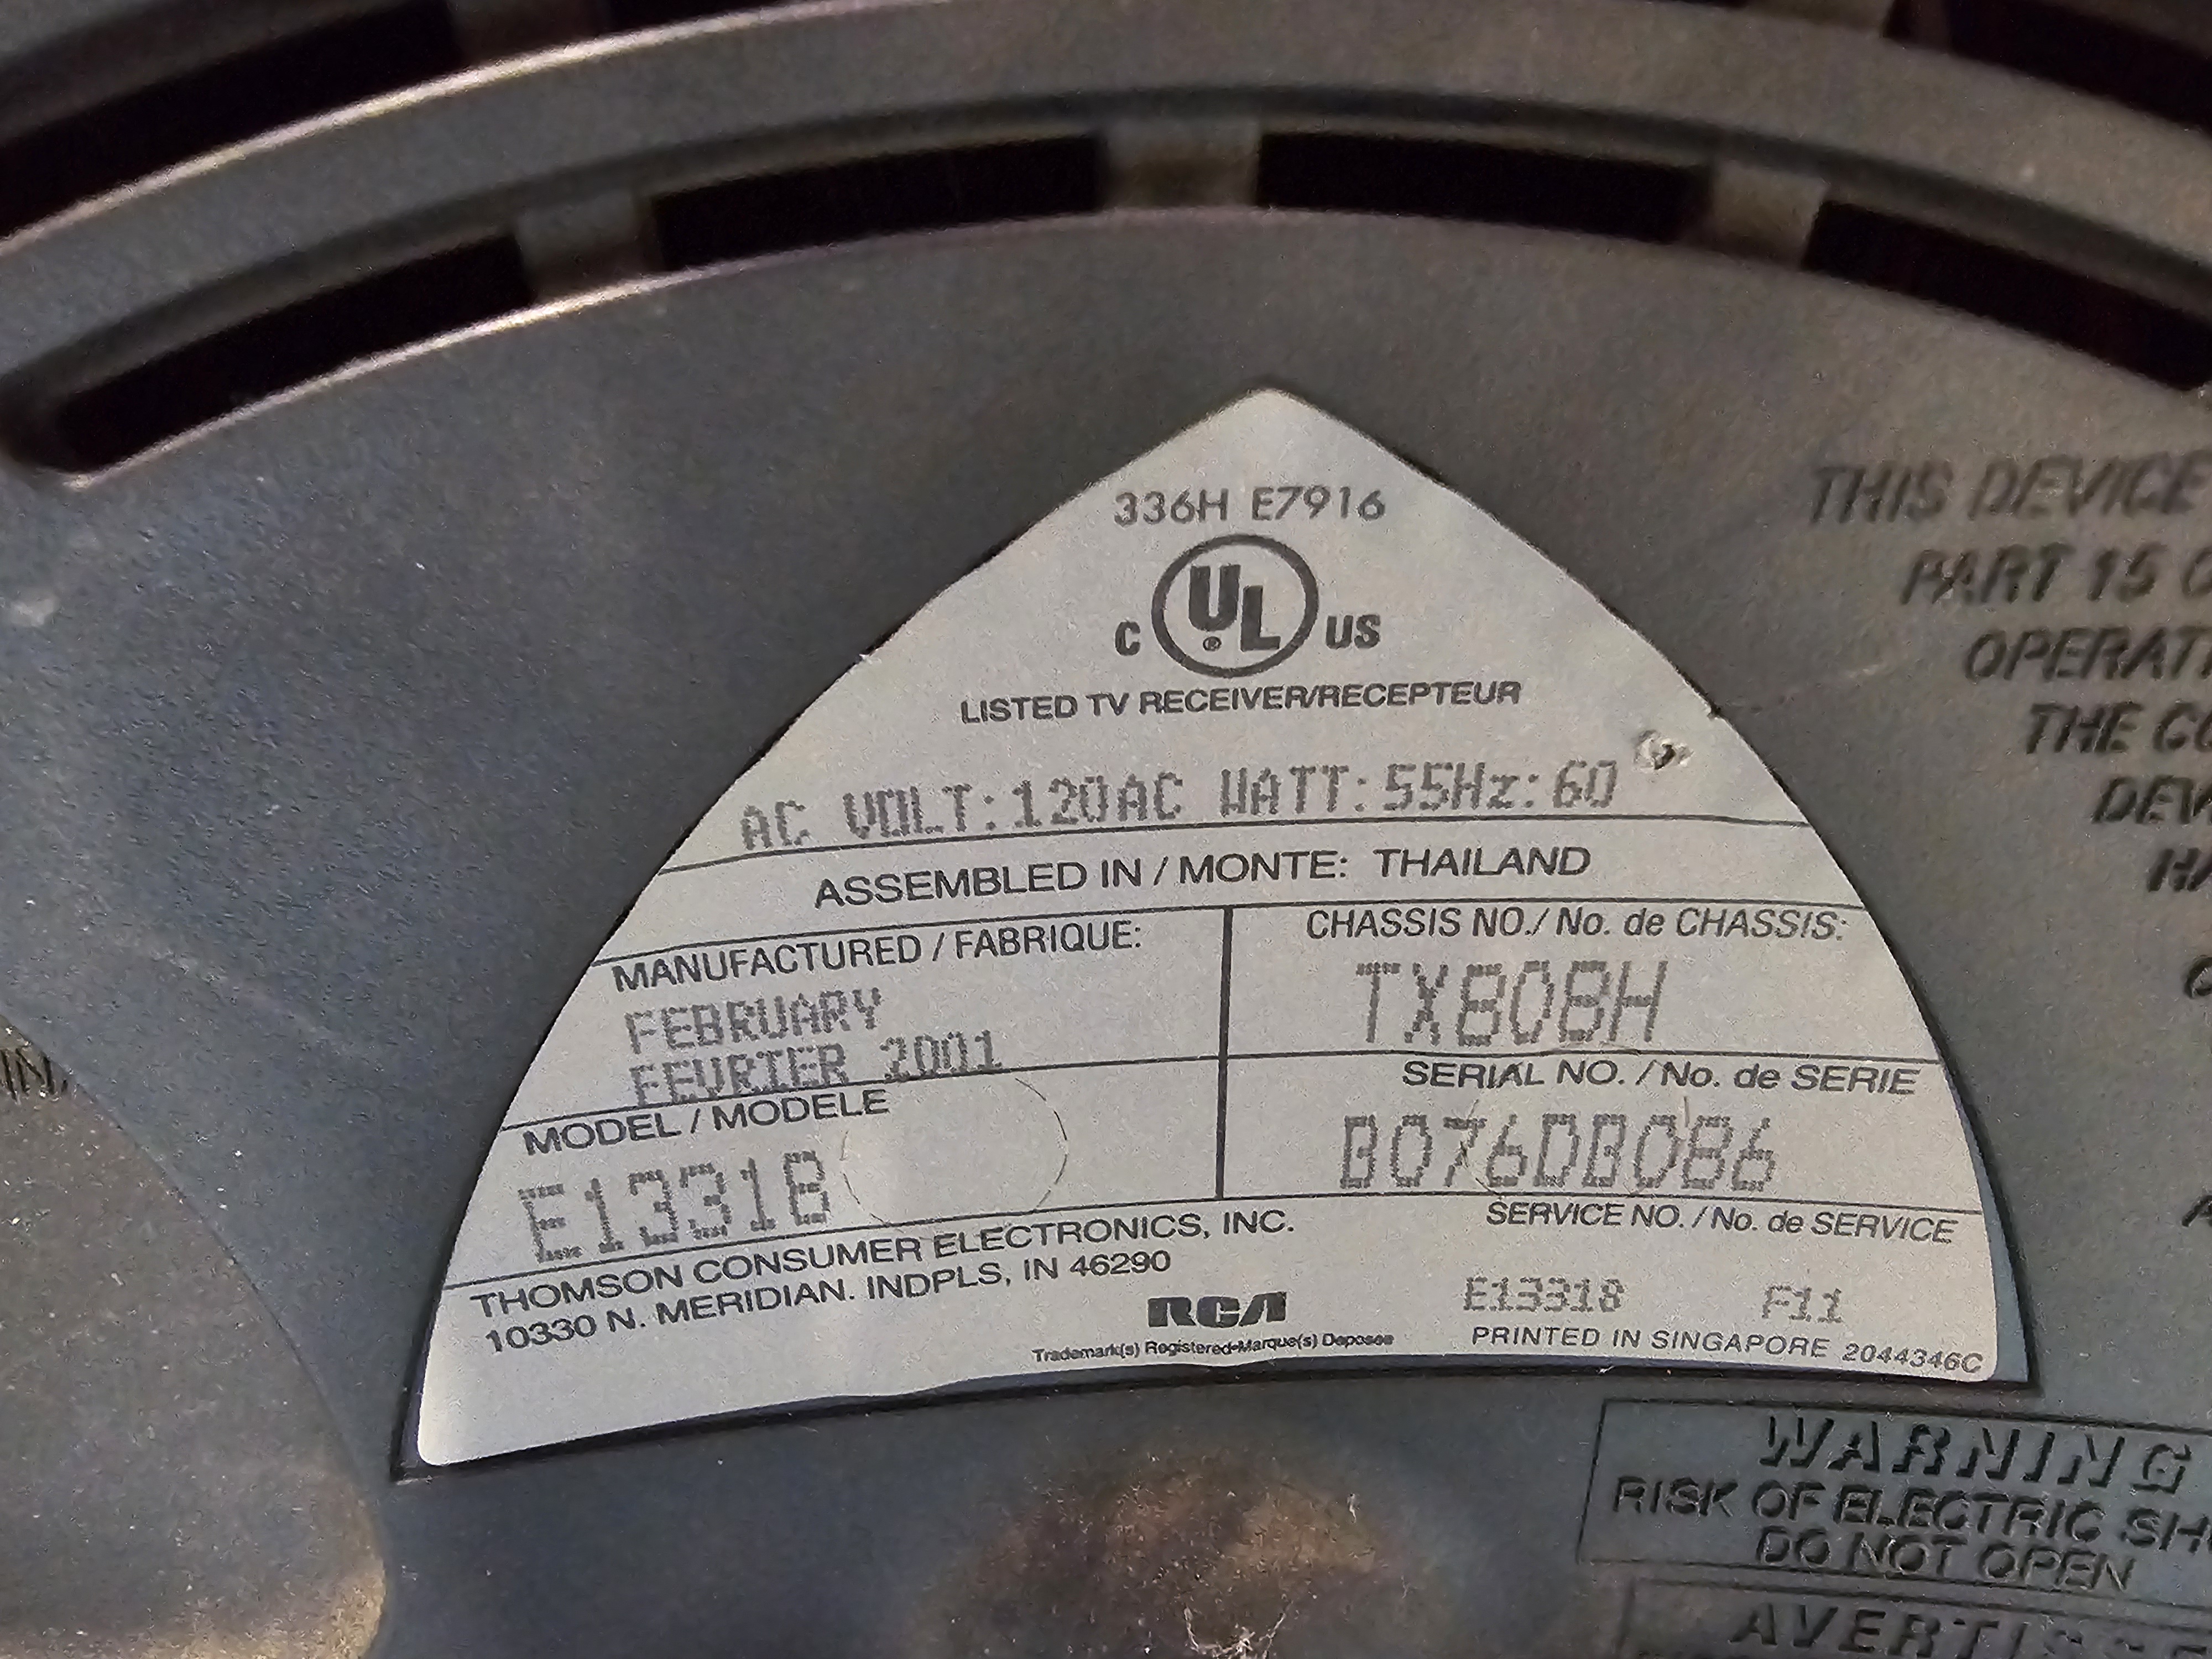 336H E7916
C UL® US
LISTED TV RECEIVER/RECEPTEUR
AC VOLT:120AC WATT:55Hz:60
ASSEMBLED IN / MONTE: THAILAND
MANUFACTURED / FABRIQUE:
FEBRUARY
FEVRIER 2001
CHASSIS NO./ No. de CHASSIS:
TX808H
SERIAL NO. / No. de SERIE
B076DB0B6
MODEL / MODELE
E13318
SERVICE NO. / No. de SERVICE
E13318 F11
THOMSON CONSUMER ELECTRONICS, INC.
10330 N. MERIDIAN. INDPLS, IN 46290
RCA
Trademark(s) Registered-Marque(s) Deposee
PRINTED IN SINGAPORE 2044346C
THIS DEVICE
PART 15
OPERAT
THE CO
DEV
HA
WARNING
RISK OF ELECTRIC SH
DO NOT OPEN
AVERTISSE